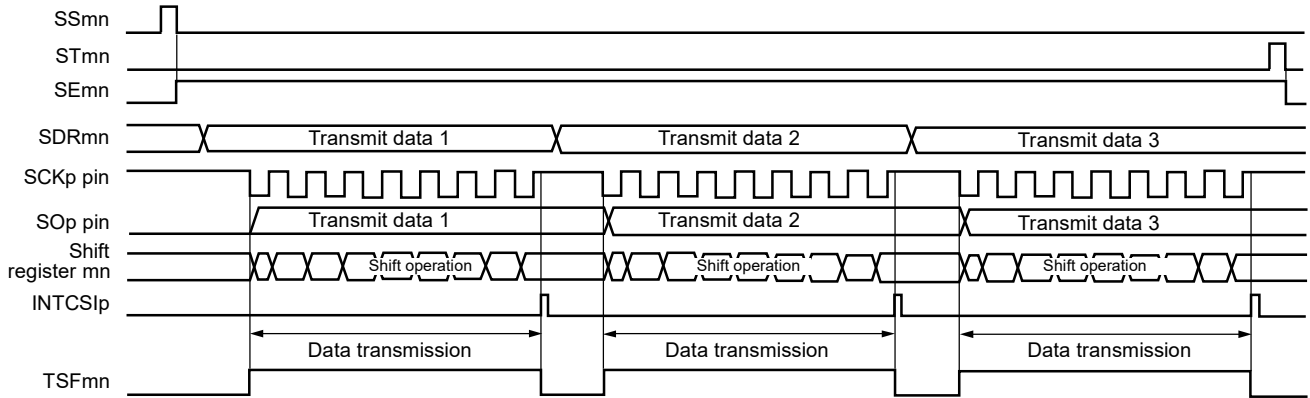 SSmn
STmn
SEmn
SDRmn Transmit data 1 Transmit data 2 Transmit data 3
SCKp pin
SOp pin Transmit data 1 Transmit data 2 Transmit data 3
Shift
register mn Shift operation Shift operation Shift operation
INTCSIp
Data transmission Data transmission Data transmission
TSFmn